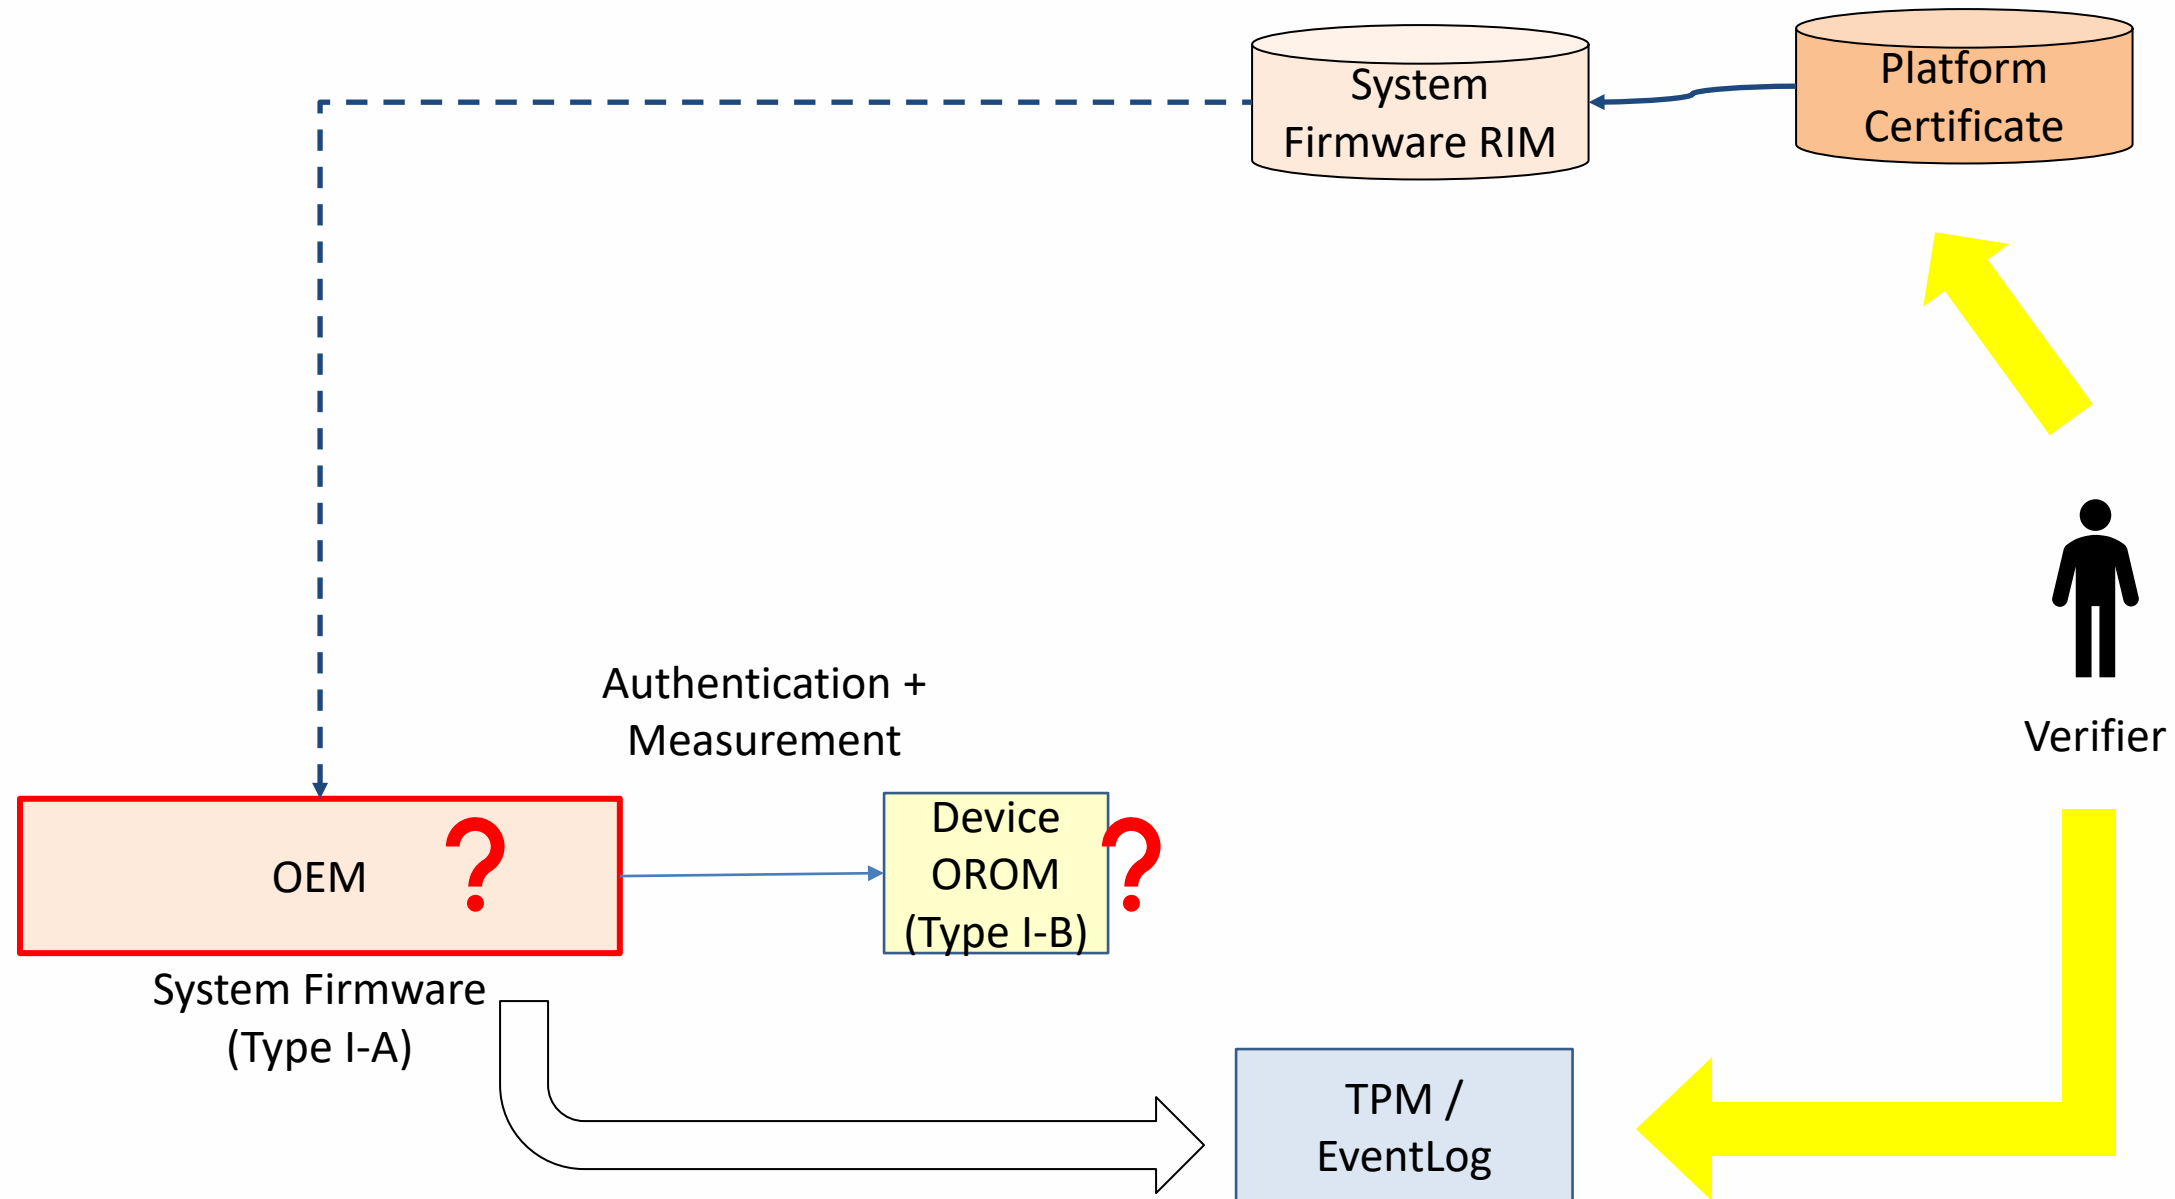 System
Firmware RIM
Platform
Certificate
Authentication +
Measurement
Verifier
OEM
?
Device
OROM
(Type I-B)
?
System Firmware
(Type I-A)
TPM /
EventLog